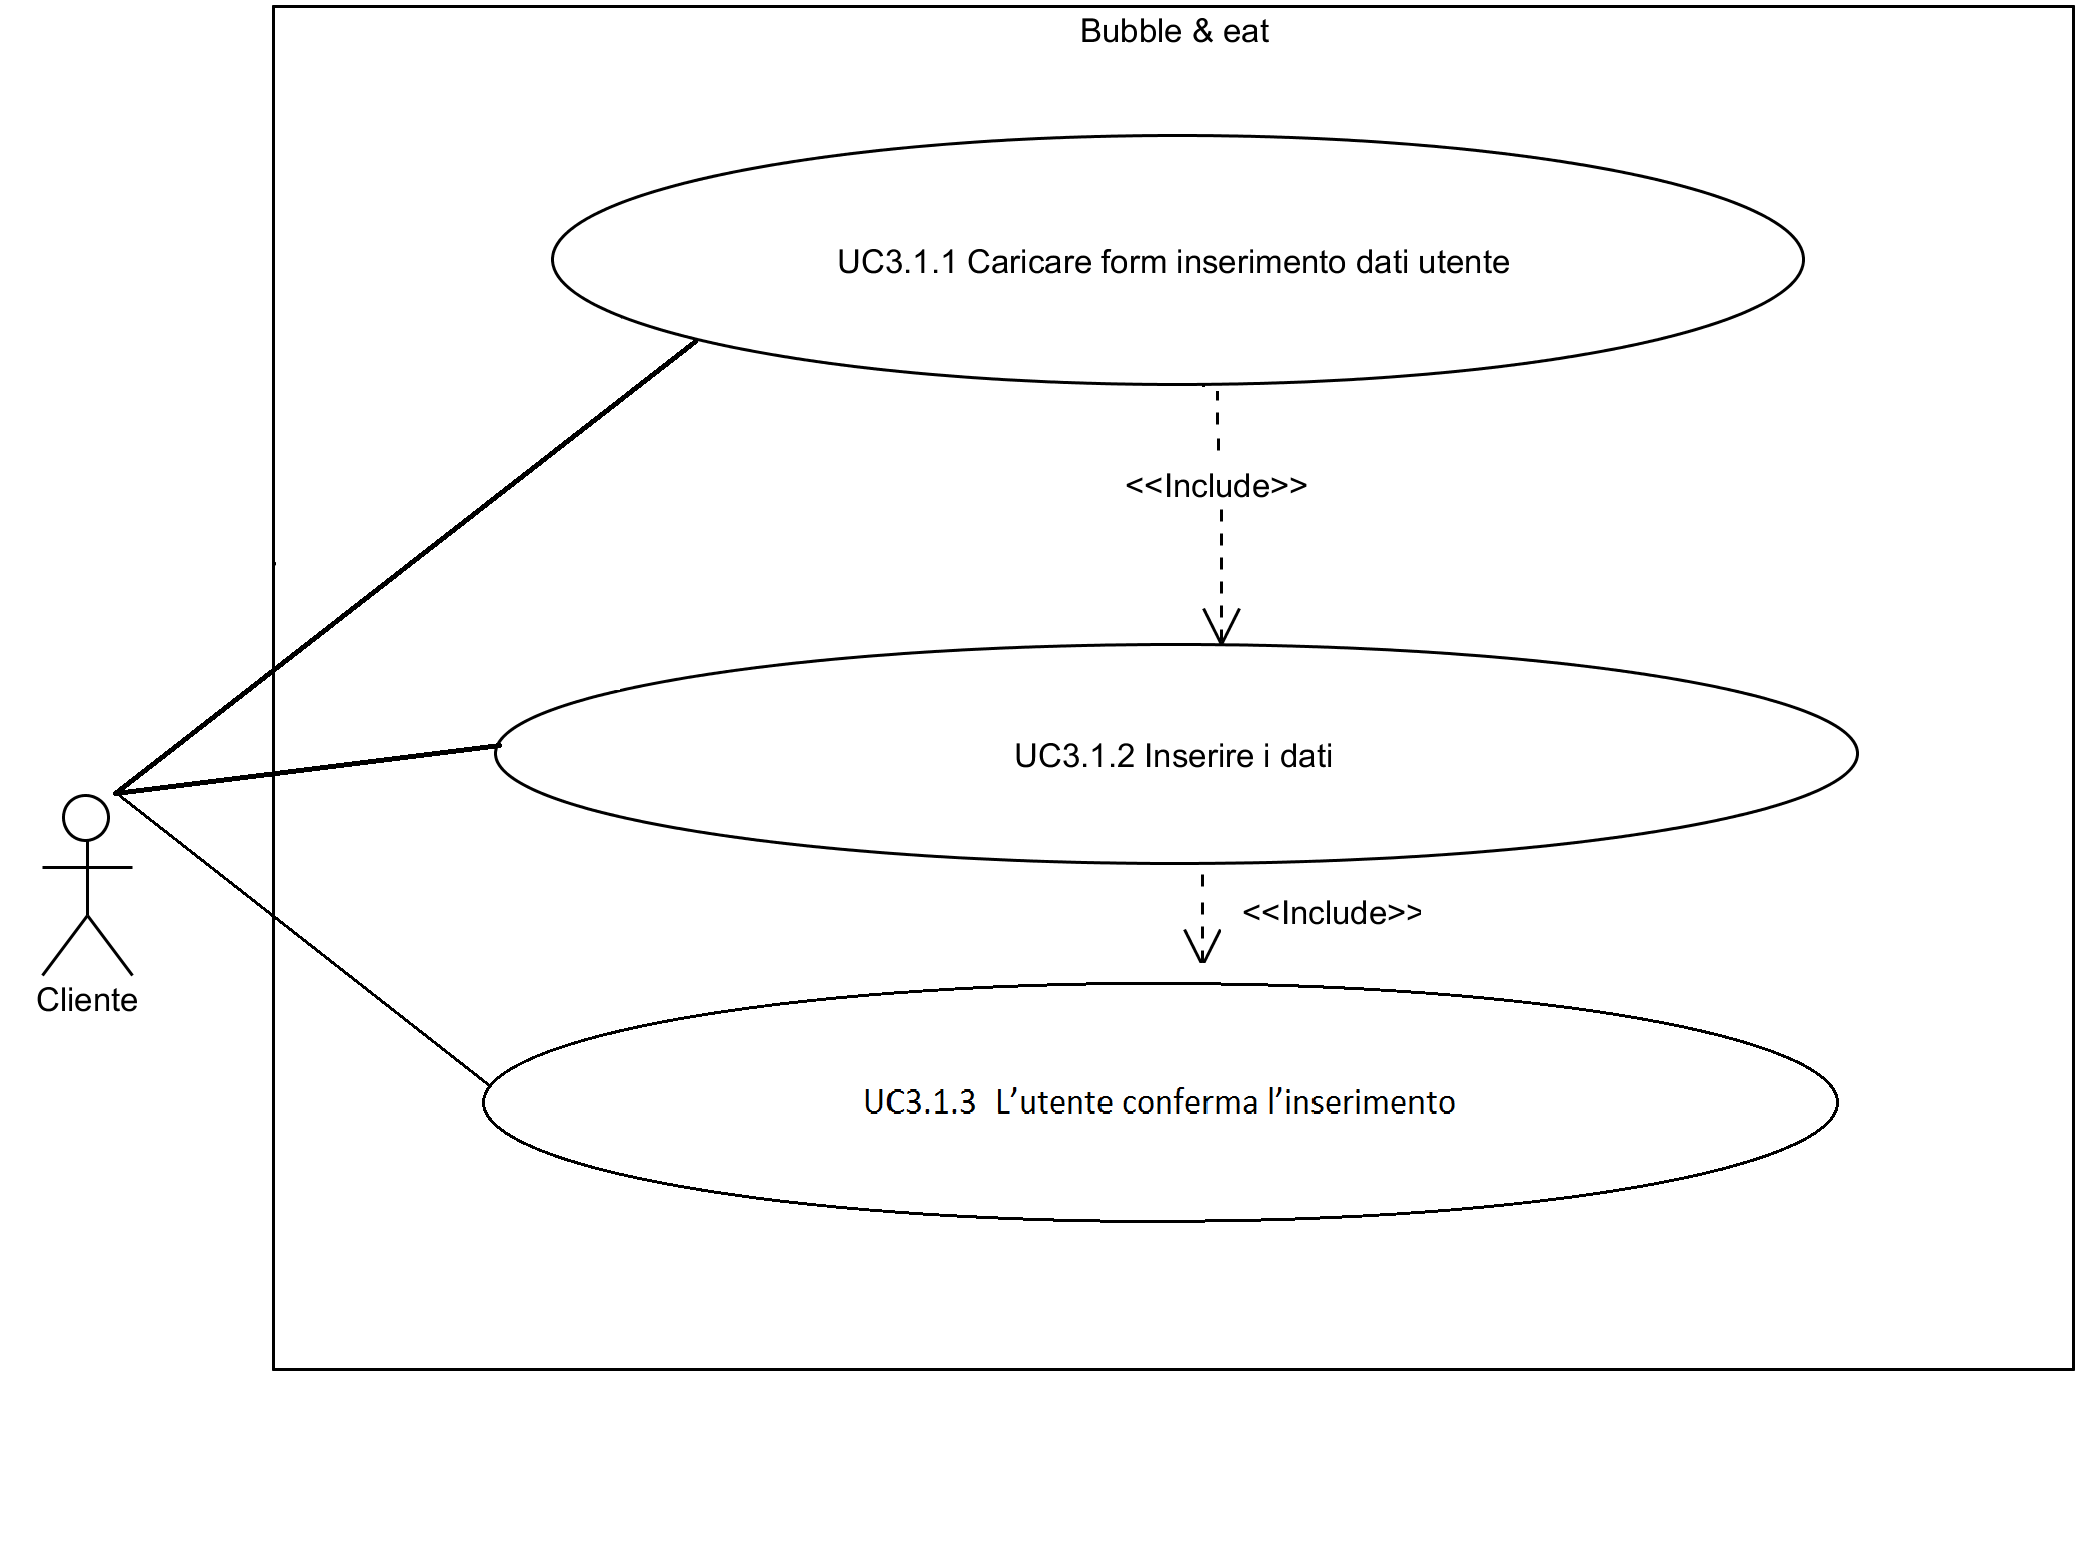 Bubble & eat
UC3.1.1 Caricare form inserimento dati utente
<<Include>>
UC3.1.2 Inserire i dati
<<Include>>
Cliente
UC3.1.3  L’utente conferma l’inserimento